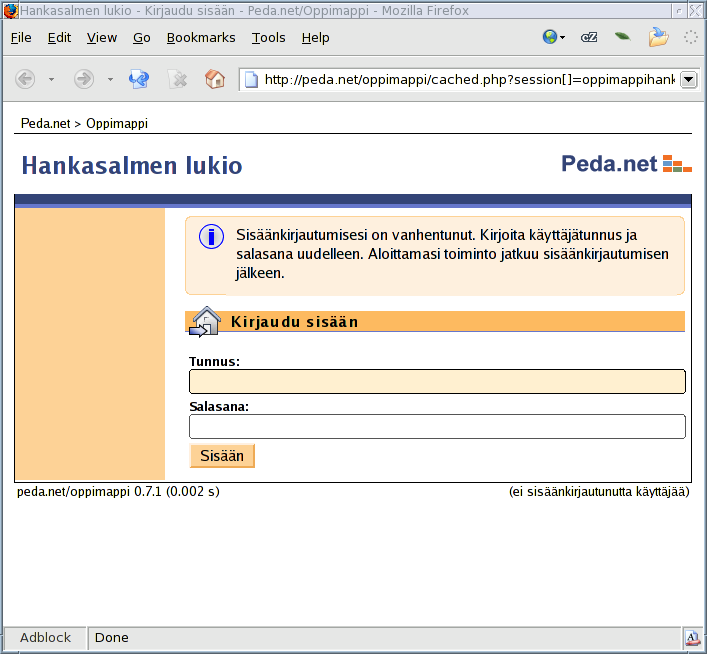 Hankasalmen lukio - Kirjaudu sisään - Peda.net/Oppimappi - Mozilla Firefox
File Edit View Go Bookmarks Tools Help
http://peda.net/oppimappi/cached.php?session[]=oppimappihank
Peda.net > Oppimappi
Hankasalmen lukio
Peda.net
Sisäänkirjautumisesi on vanhentunut. Kirjoita käyttäjätunnus ja
salasana uudelleen. Aloittamasi toiminto jatkuu sisäänkirjautumisen
jälkeen.
Kirjaudu sisään
Tunnus:
Salasana:
Sisään
peda.net/oppimappi 0.7.1 (0.002 s) (ei sisäänkirjautunutta käyttäjää)
Adblock Done